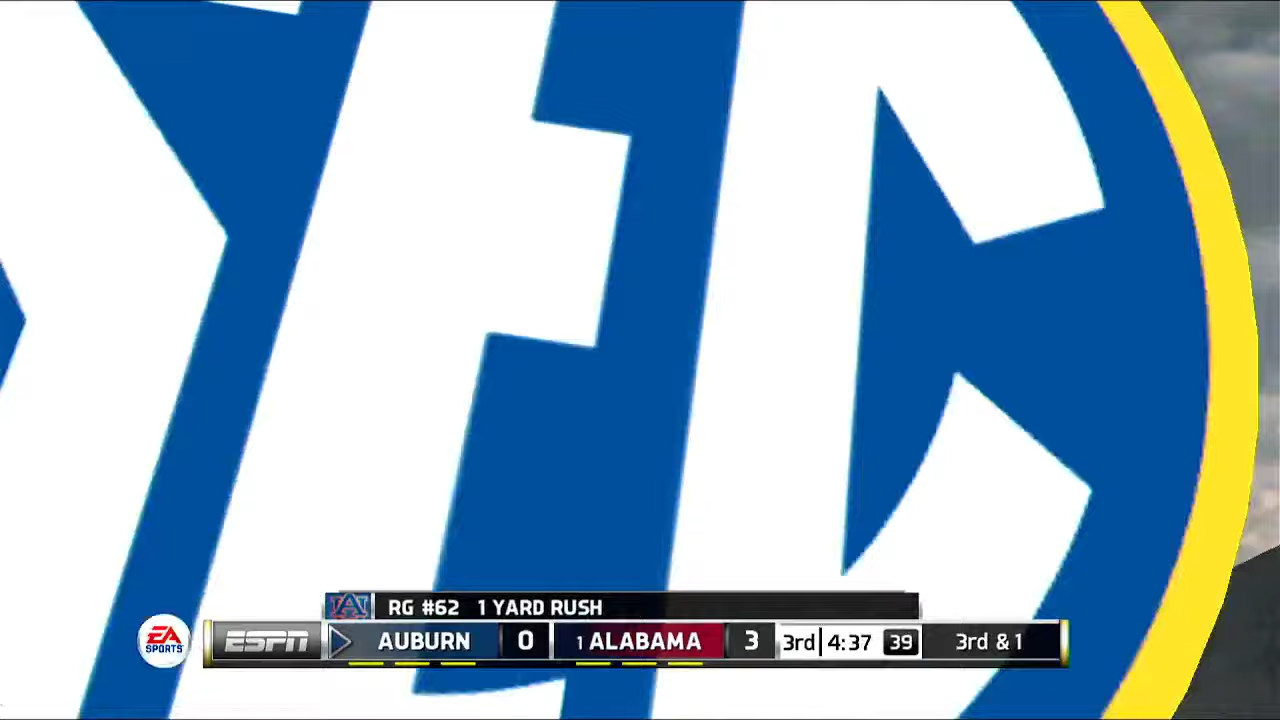 SEC
RG #62 1 YARD RUSH
EA SPORTS ESPN AUBURN 0 1 ALABAMA 3 3rd 4:37 39 3rd & 1